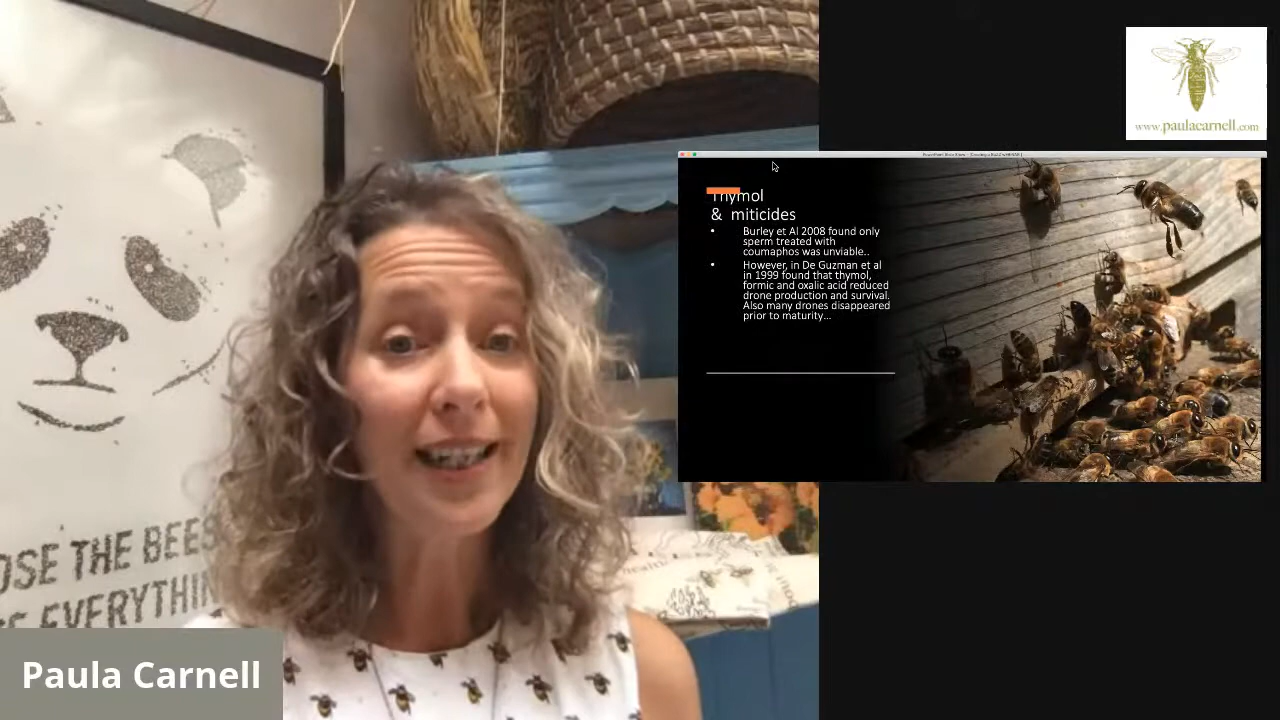 www.paulacarnell.com
Thymol
& miticides
• Burley et Al 2008 found only
sperm treated with
coumaphos was unviable..
• However, in De Guzman et al
in 1999 found that thymol,
formic and oxalic acid reduced
drone production and survival.
Also many drones disappeared
prior to maturity...
OSE THE BEES
EVERYTHIN
Paula Carnell